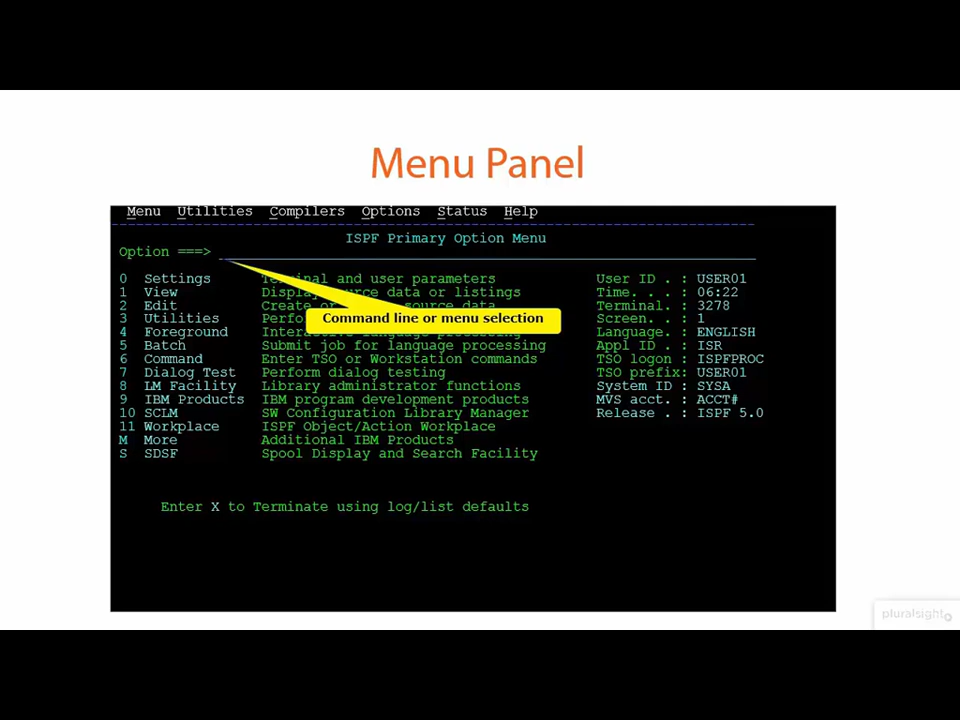 Menu Panel
Menu Utilities Compilers Options Status Help
ISPF Primary Option Menu
Option ===>
0 Settings Terminal and user parameters User ID . : USER01
1 View Display source data or listings Time. . . : 06:22
2 Edit Create or source data Terminal. : 3278
Command line or menu selection
3 Utilities Screen. . : 1
4 Foreground Language. : ENGLISH
5 Batch Submit job for language processing Appl ID . : ISR
6 Command Enter TSO or Workstation commands TSO logon : ISPFPROC
7 Dialog Test Perform dialog testing TSO prefix: USER01
8 LM Facility Library administrator functions System ID : SYSA
9 IBM Products IBM program development products MVS acct. : ACCT#
10 SCLM SW Configuration Library Manager Release . : ISPF 5.0
11 Workplace ISPF Object/Action Workplace
M More Additional IBM Products
S SDSF Spool Display and Search Facility
Enter X to Terminate using log/list defaults
pluralsight